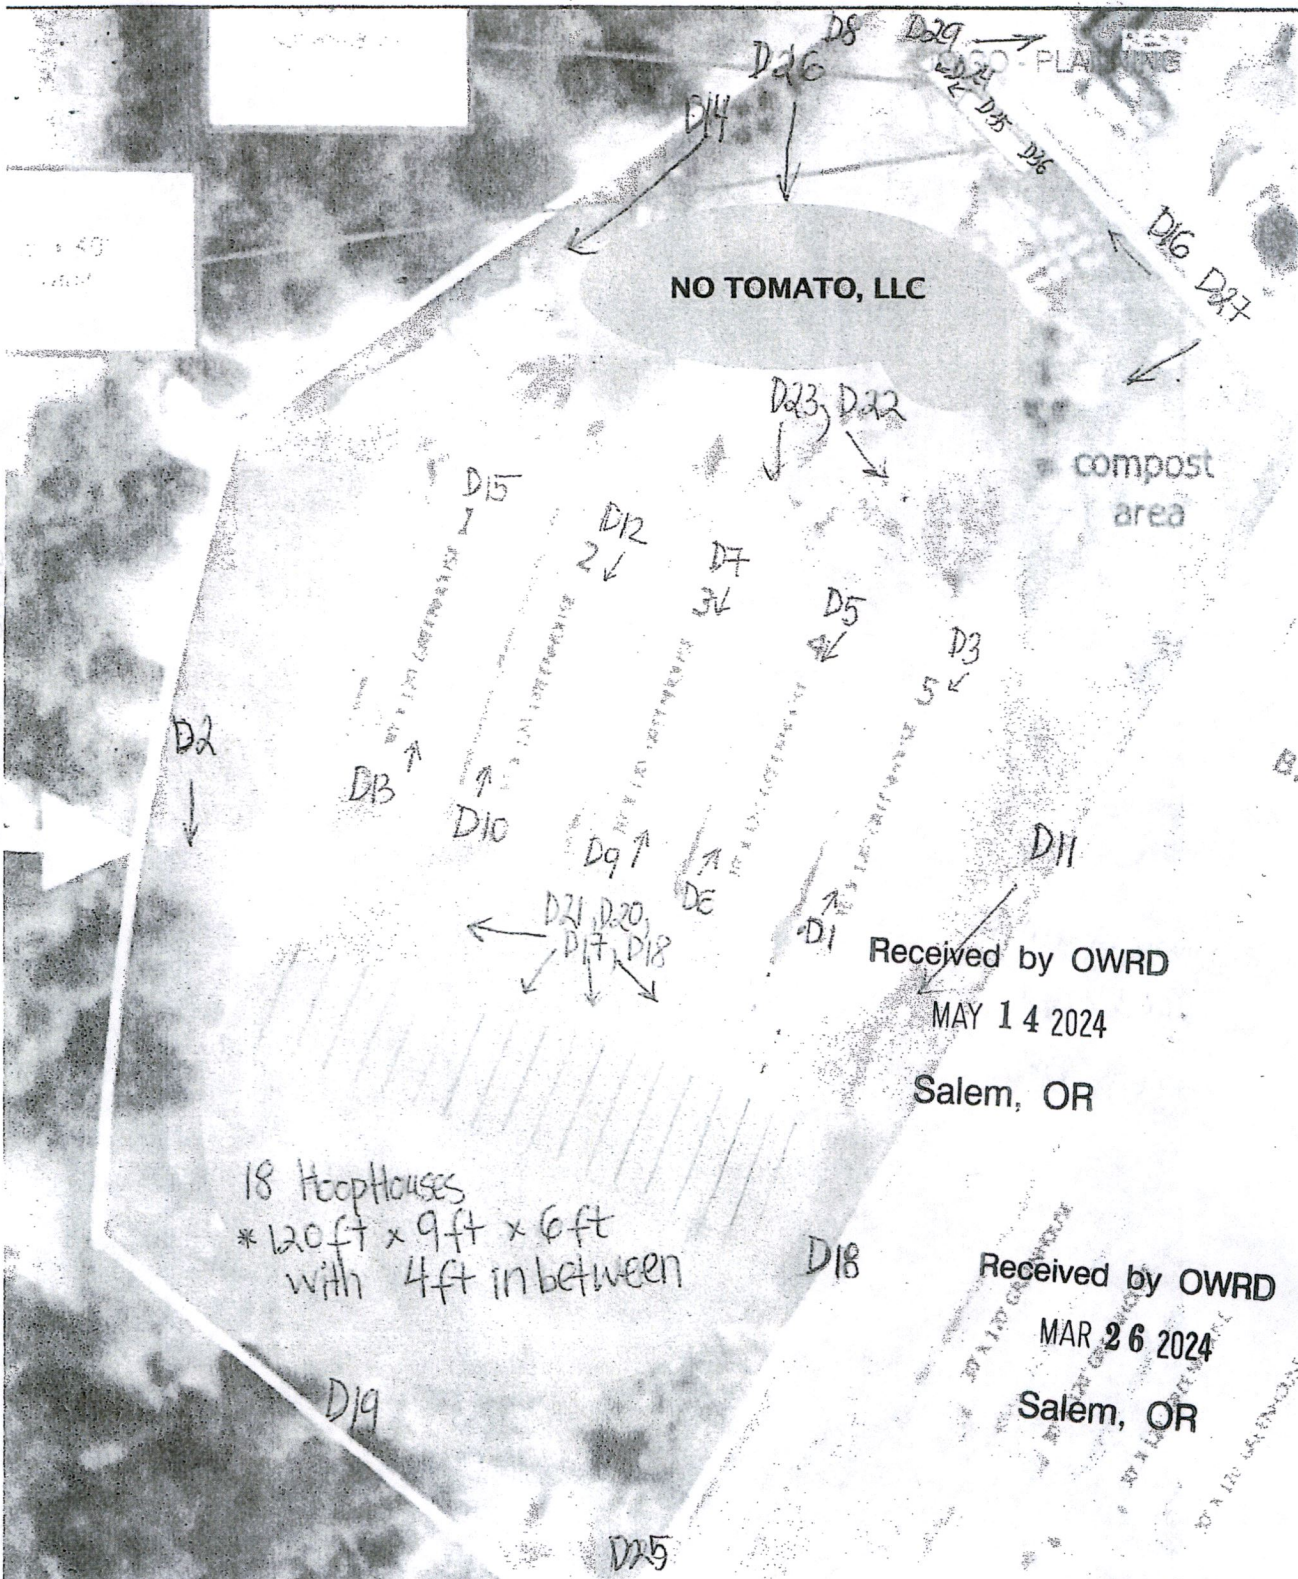 D8 D29
D26
D14
D24
D35
D36
D16
D27
NO TOMATO, LLC
D23, D22
compost
area
D15
1
D12
2
D7
3
D5
4
D3
5
D2
D13
D10
D9
D11
D1
D21, D20,
D17, D18
Received by OWRD
MAY 14 2024
Salem, OR
18 HoopHouses
* 120ft x 9ft x 6ft
with 4ft in between
D18
Received by OWRD
MAR 26 2024
Salem, OR
D19
D25